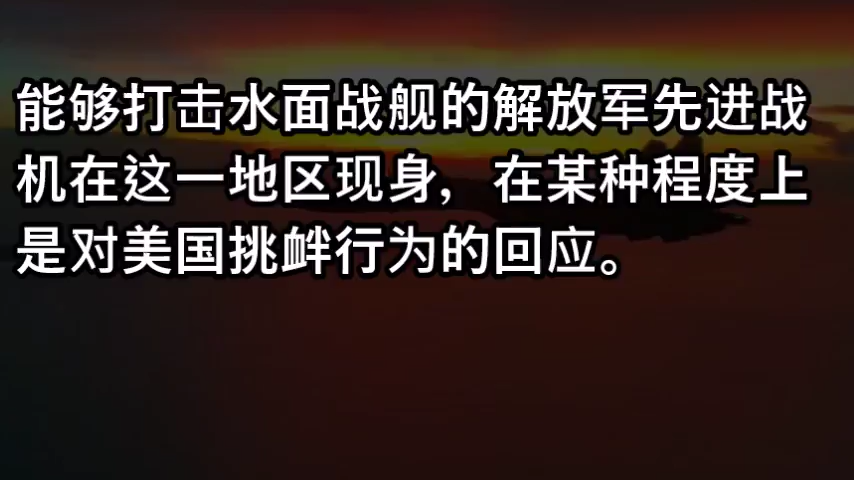 能够打击水面战舰的解放军先进战
机在这一地区现身，在某种程度上
是对美国挑衅行为的回应。